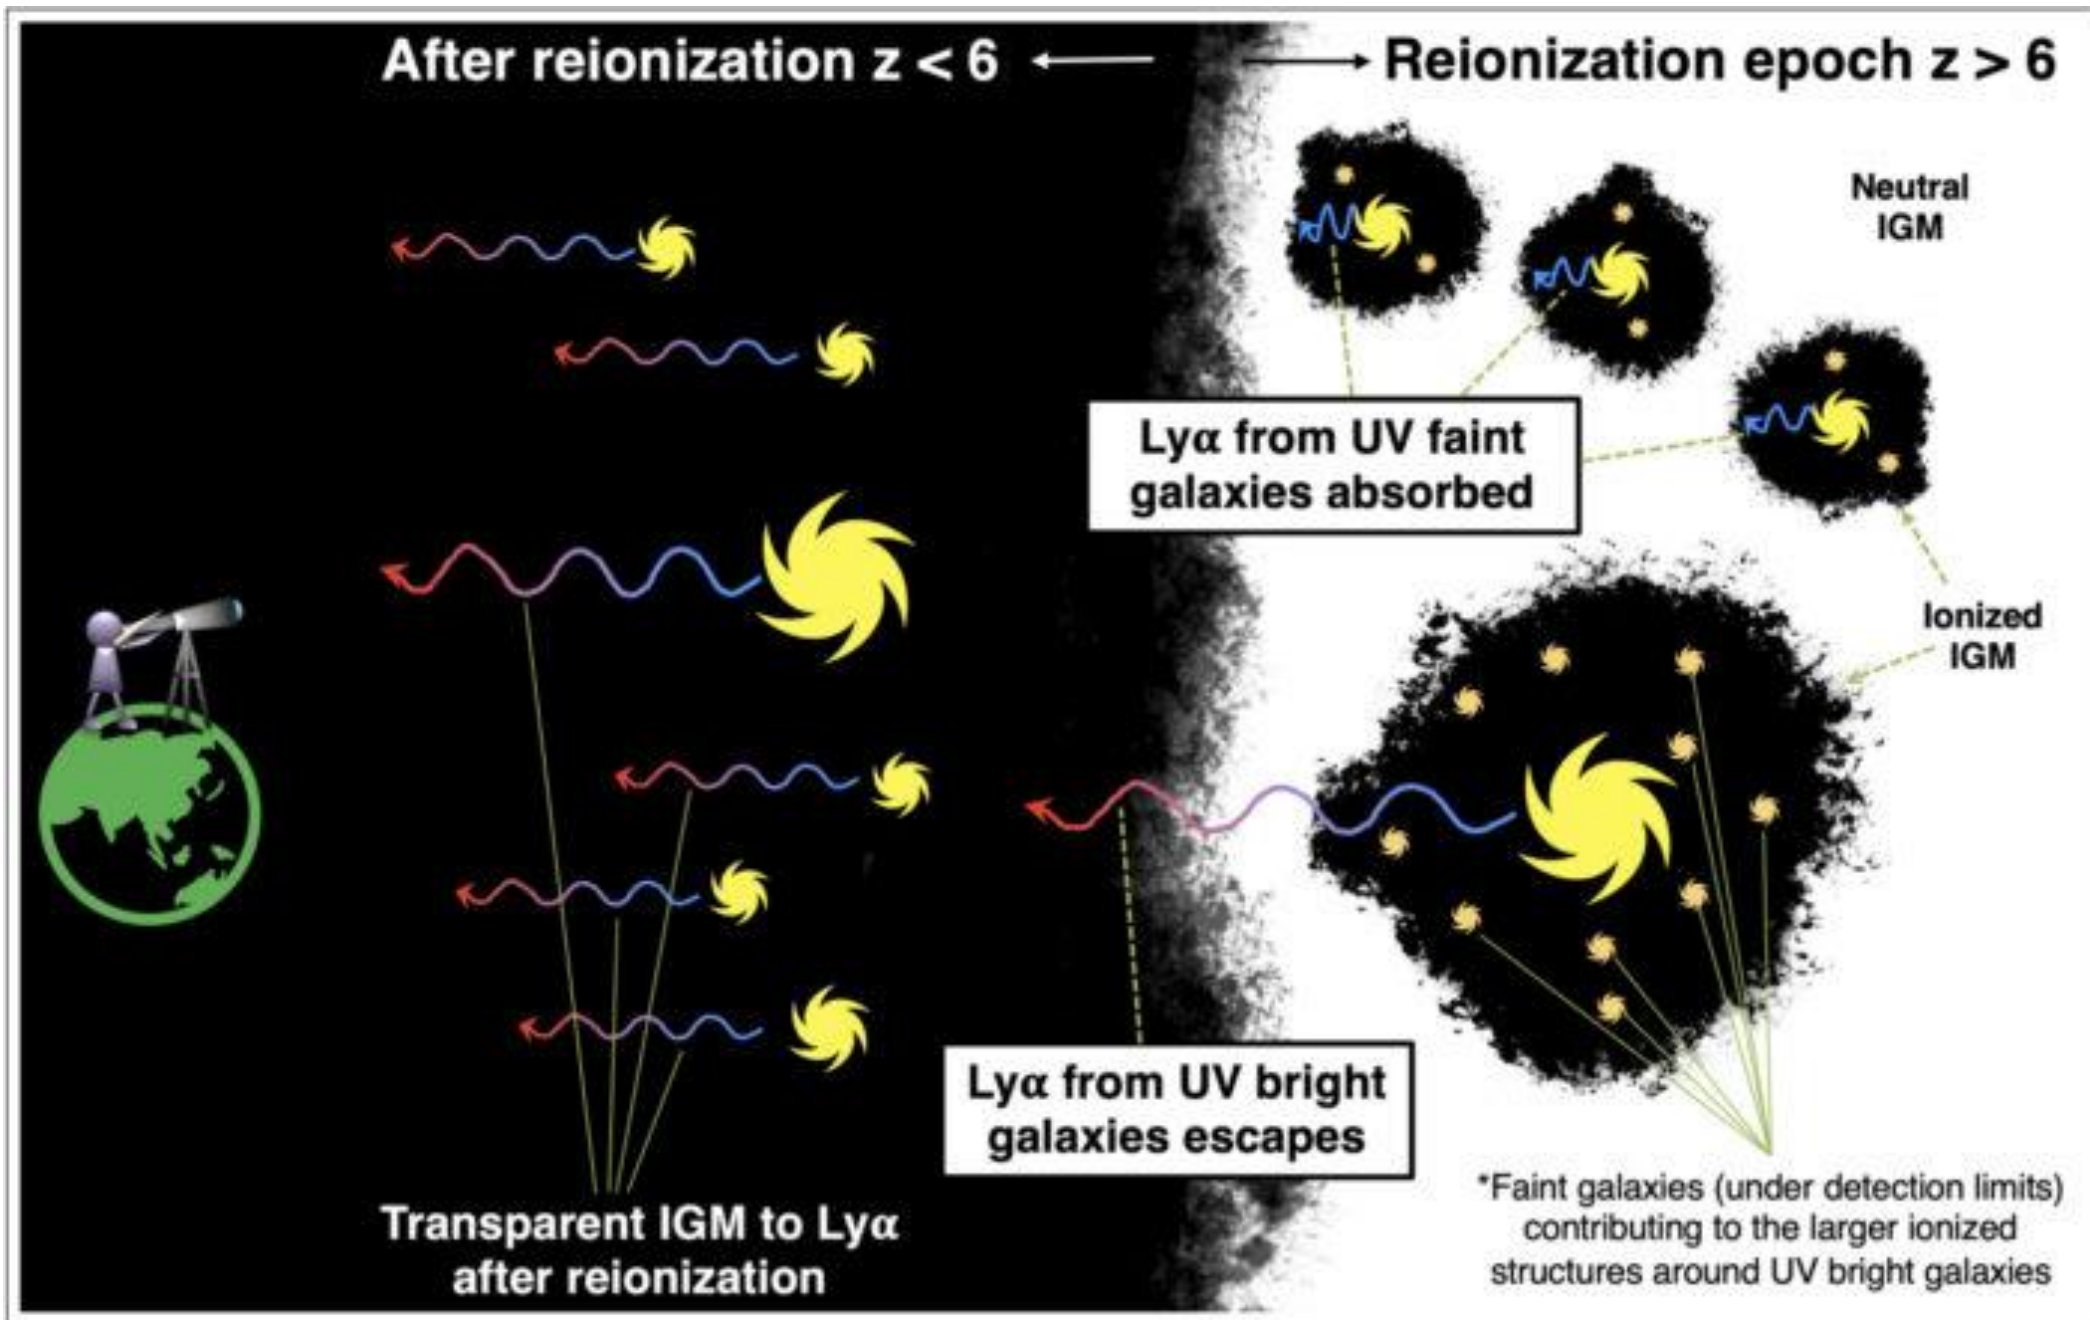 After reionization z < 6
Reionization epoch z > 6
Neutral
IGM
Lyα from UV faint
galaxies absorbed
Ionized
IGM
Lyα from UV bright
galaxies escapes
Transparent IGM to Lyα
after reionization
*Faint galaxies (under detection limits)
contributing to the larger ionized
structures around UV bright galaxies